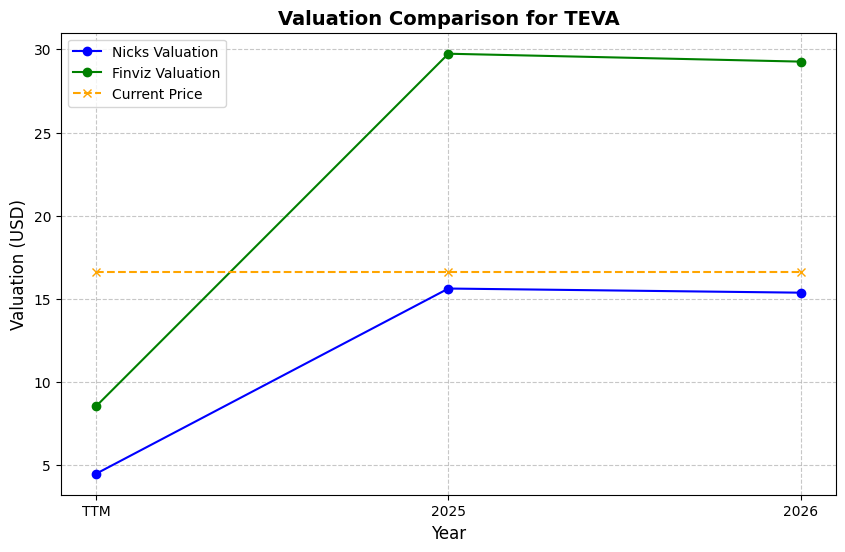 Valuation Comparison for TEVA
Nicks Valuation
Finviz Valuation
Current Price
Valuation (USD)
30
25
20
15
10
5
TTM
2025
2026
Year